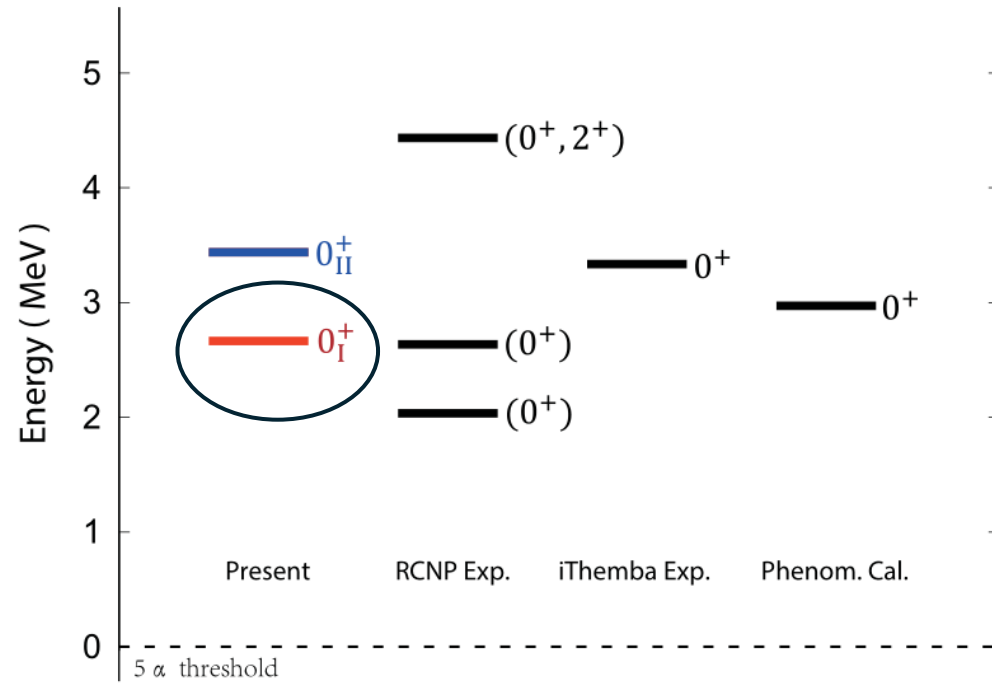 Energy ( MeV )
5
4
3
2
1
0
(0⁺, 2⁺)
0⁺_II
0⁺
0⁺
0⁺_I
(0⁺)
(0⁺)
Present
RCNP Exp.
iThemba Exp.
Phenom. Cal.
5 α threshold